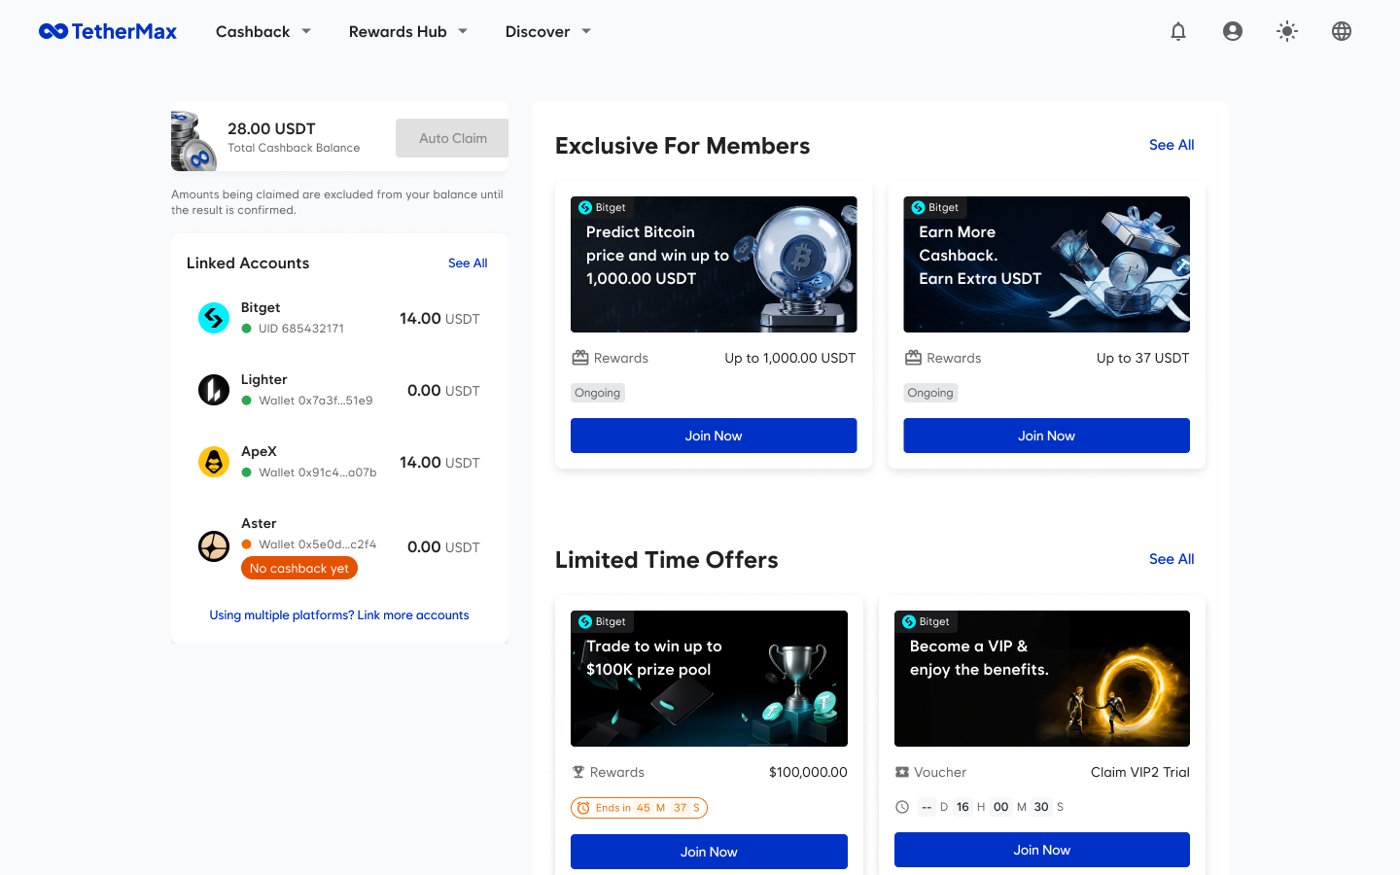 TetherMax
Cashback
Rewards Hub
Discover
28.00 USDT
Total Cashback Balance
Auto Claim
Amounts being claimed are excluded from your balance until
the result is confirmed.
Linked Accounts
See All
Bitget
UID 685432171
14.00 USDT
Lighter
Wallet 0x7a3f...51e9
0.00 USDT
ApeX
Wallet 0x91c4...a07b
14.00 USDT
Aster
Wallet 0x5e0d...c2f4
No cashback yet
0.00 USDT
Using multiple platforms? Link more accounts
Exclusive For Members
See All
Bitget
Predict Bitcoin
price and win up to
1,000.00 USDT
Rewards
Up to 1,000.00 USDT
Ongoing
Join Now
Bitget
Earn More
Cashback.
Earn Extra USDT
Rewards
Up to 37 USDT
Ongoing
Join Now
Limited Time Offers
See All
Bitget
Trade to win up to
$100K prize pool
Rewards
$100,000.00
Ends in 45 M 37 S
Join Now
Bitget
Become a VIP &
enjoy the benefits.
Voucher
Claim VIP2 Trial
-- D 16 H 00 M 30 S
Join Now